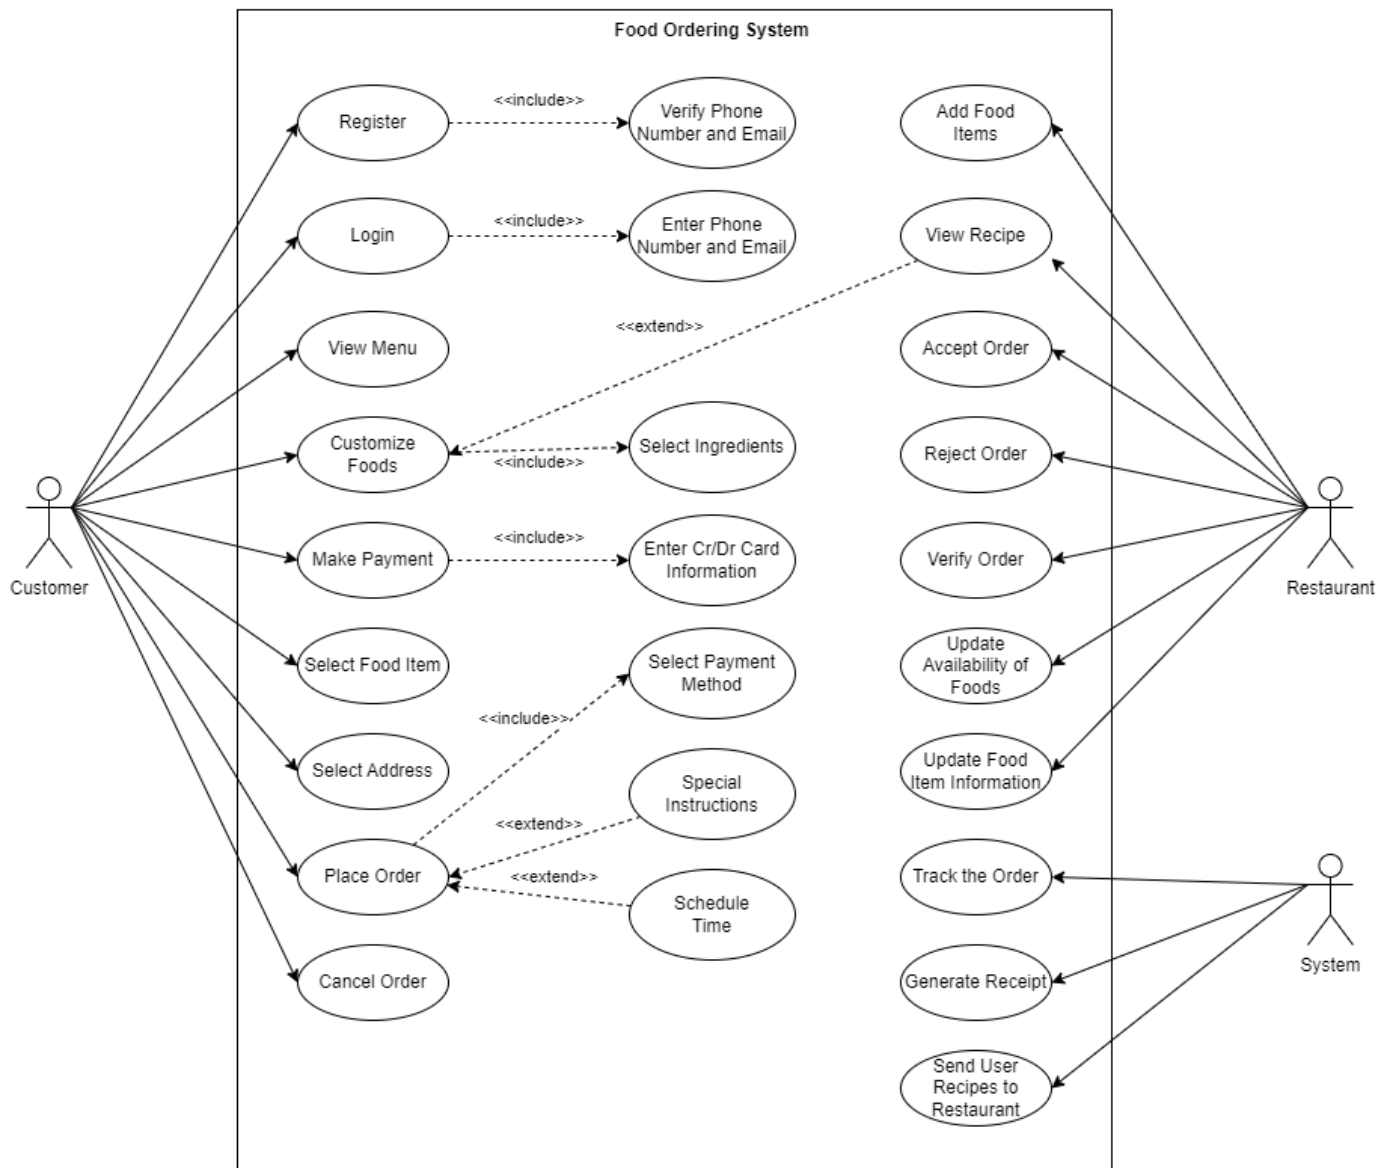 Food Ordering System
Register
<<include>>
Verify Phone
Number and Email
Add Food
Items
Login
<<include>>
Enter Phone
Number and Email
View Recipe
<<extend>>
View Menu
Accept Order
Customize
Foods
<<include>>
Select Ingredients
Reject Order
Make Payment
<<include>>
Enter Cr/Dr Card
Information
Verify Order
Customer
Restaurant
Select Food Item
Select Payment
Method
Update
Availability of
Foods
<<include>>
Select Address
Special
Instructions
Update Food
Item Information
<<extend>>
Place Order
<<extend>>
Schedule
Time
Track the Order
System
Cancel Order
Generate Receipt
Send User
Recipes to
Restaurant